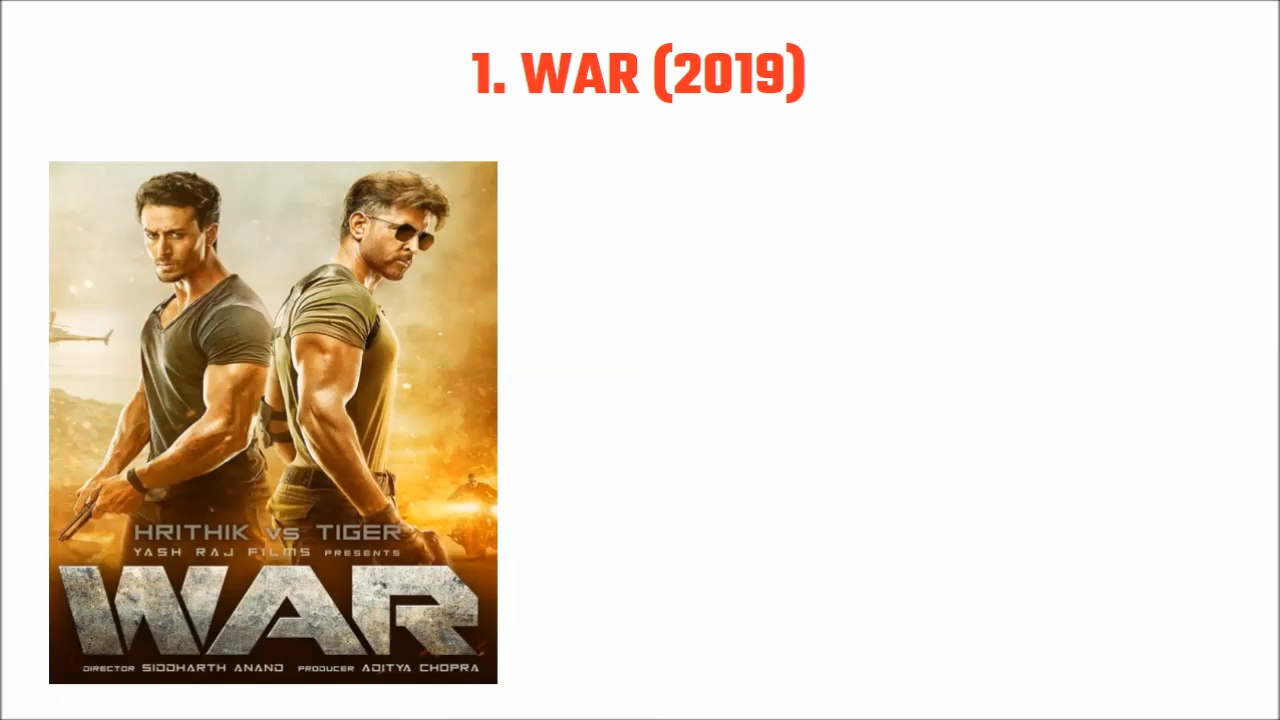 1. WAR (2019)
HRITHIK VS TIGER
YASH RAJ FILMS PRESENTS
WAR
DIRECTOR SIDDHARTH ANAND PRODUCER ADITYA CHOPRA